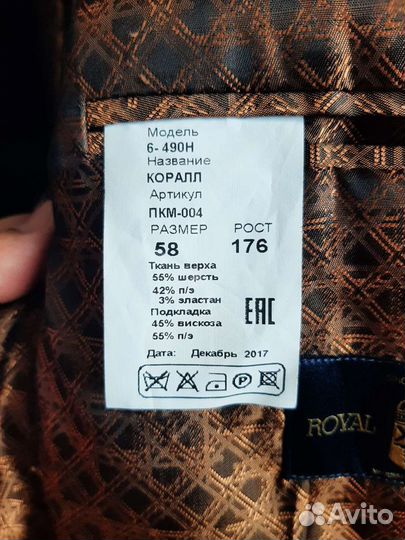 Модель
6- 490Н
Название
КОРАЛЛ
Артикул
ПКМ-004
РАЗМЕР РОСТ
58 176
Ткань верха
55% шерсть
42% п/э
3% эластан
Подкладка
45% вискоза
55% п/э
ЕАС
Дата: Декабрь 2017
P
ROYAL
Avito